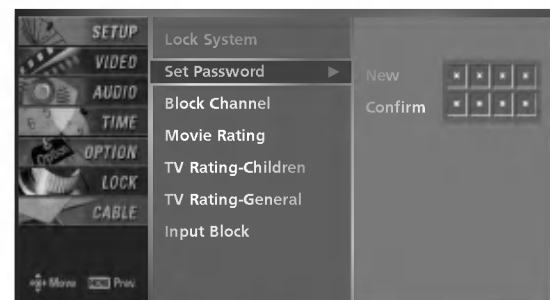 SETUP
VIDEO
AUDIO
TIME
OPTION
LOCK
CABLE
Move MENU Prev.
Lock System
Set Password ▶
Block Channel
Movie Rating
TV Rating-Children
TV Rating-General
Input Block
New * * * *
Confirm * * * *